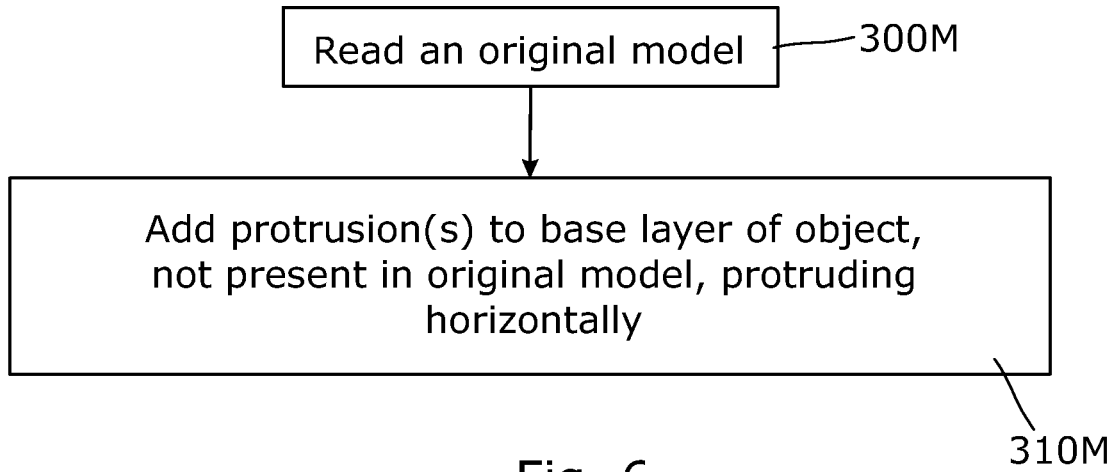 Read an original model
300M
Add protrusion(s) to base layer of object,
not present in original model, protruding
horizontally
310M
Fig. 6